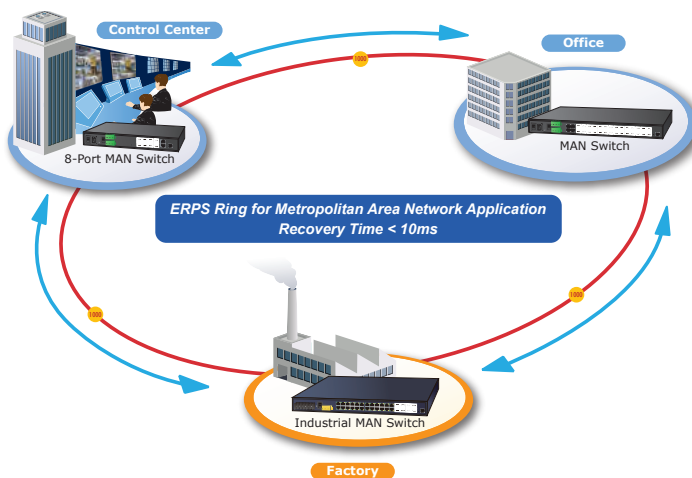 Control Center
1000
Office
8-Port MAN Switch
MAN Switch
ERPS Ring for Metropolitan Area Network Application
Recovery Time < 10ms
1000
1000
Industrial MAN Switch
Factory